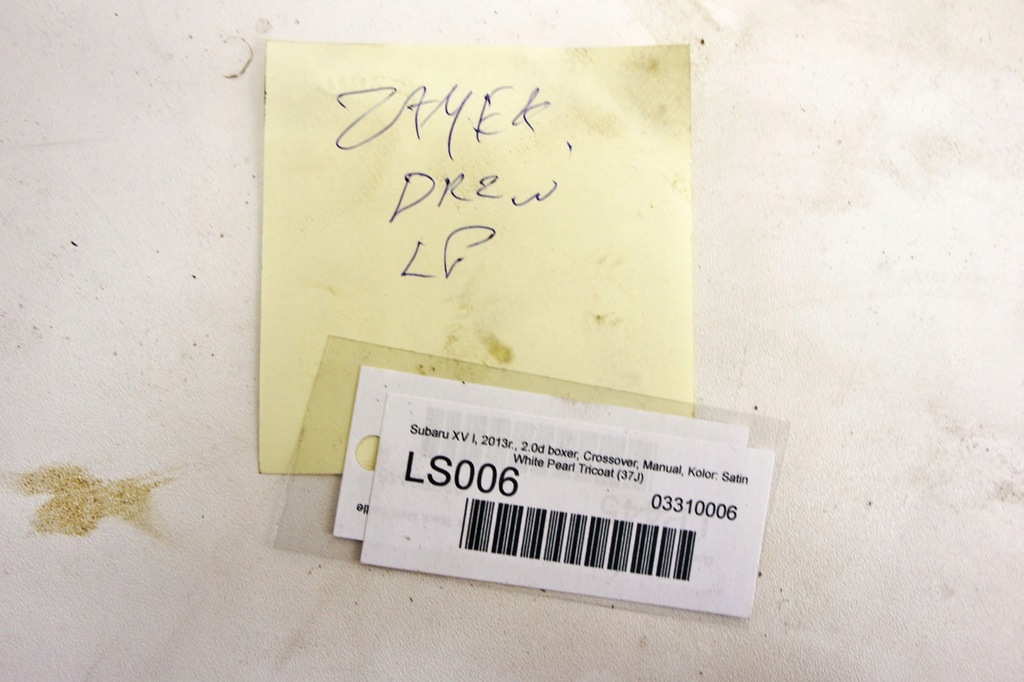 ZAMEK,
DRZW
LP
Subaru XV I, 2013r., 2.0d boxer, Crossover, Manual, Kolor: Satin
White Pearl Tricoat (37J)
LS006
03310006